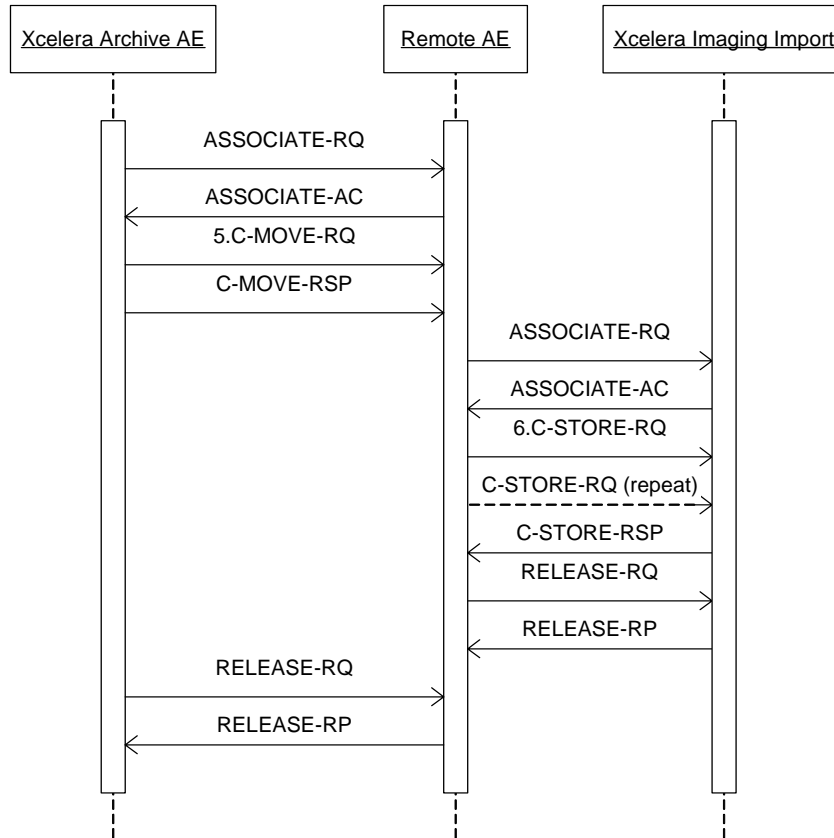 Xcelera Archive AE
Remote AE
Xcelera Imaging Import
ASSOCIATE-RQ
ASSOCIATE-AC
5.C-MOVE-RQ
C-MOVE-RSP
ASSOCIATE-RQ
ASSOCIATE-AC
6.C-STORE-RQ
C-STORE-RQ (repeat)
C-STORE-RSP
RELEASE-RQ
RELEASE-RP
RELEASE-RQ
RELEASE-RP